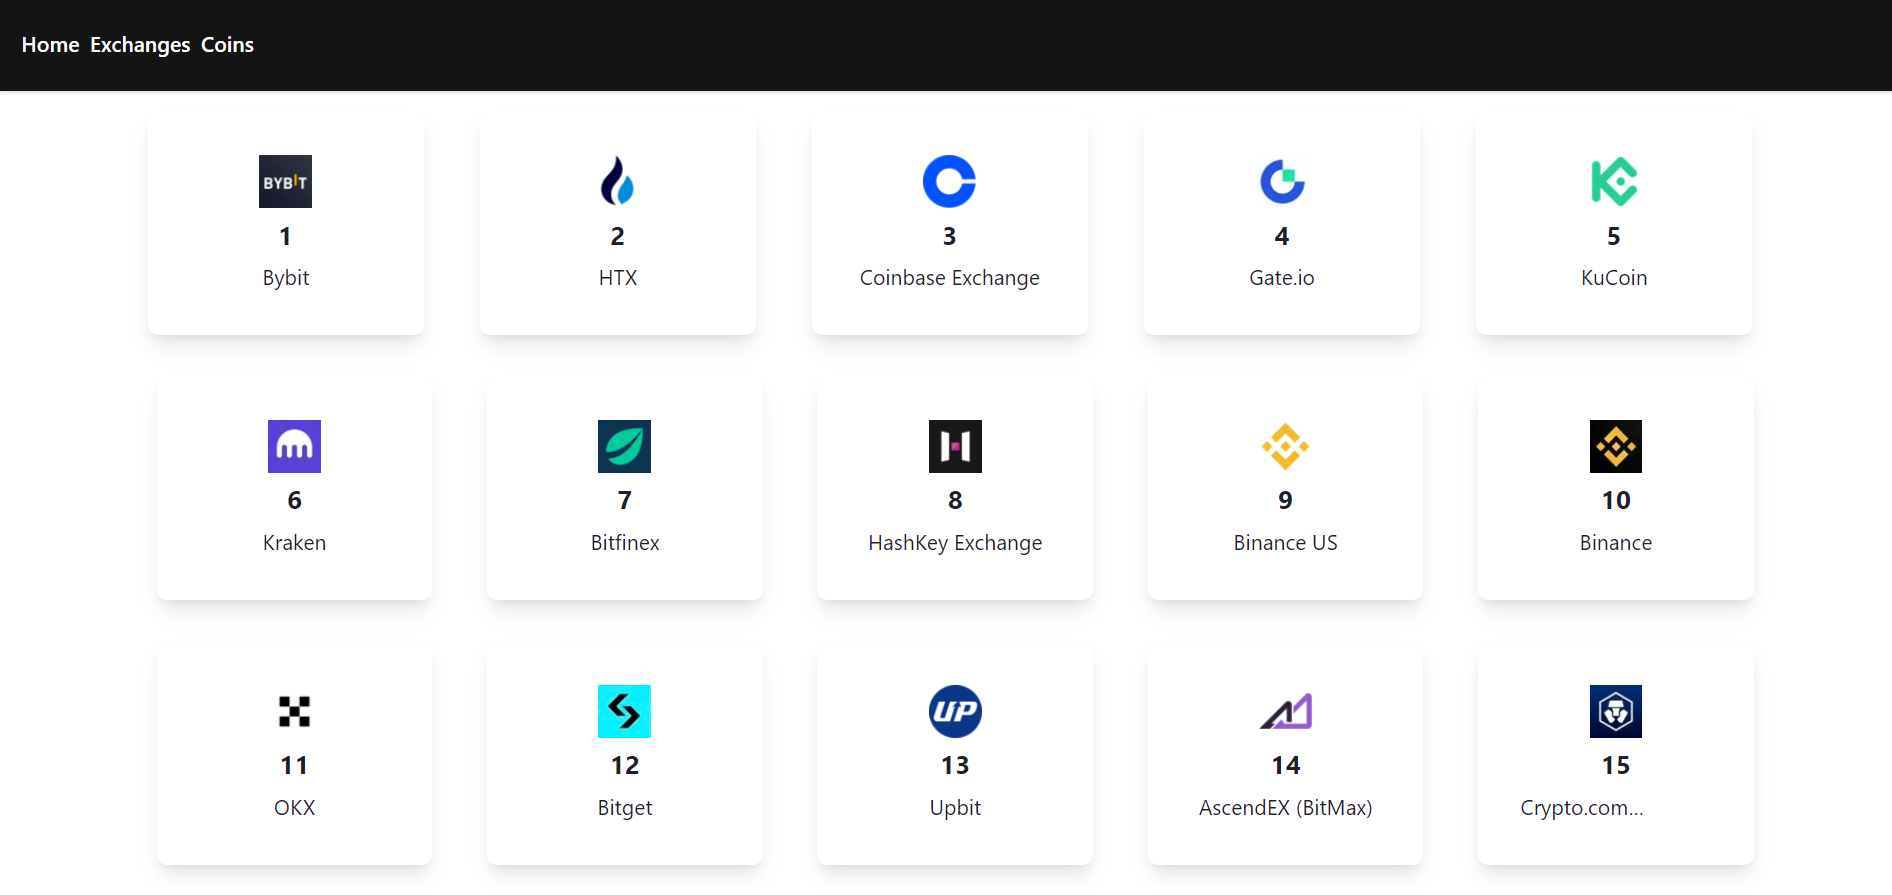 Home Exchanges Coins
BYBIT
1
Bybit
2
HTX
3
Coinbase Exchange
4
Gate.io
5
KuCoin
6
Kraken
7
Bitfinex
8
HashKey Exchange
9
Binance US
10
Binance
11
OKX
12
Bitget
UP
13
Upbit
14
AscendEX (BitMax)
15
Crypto.com...